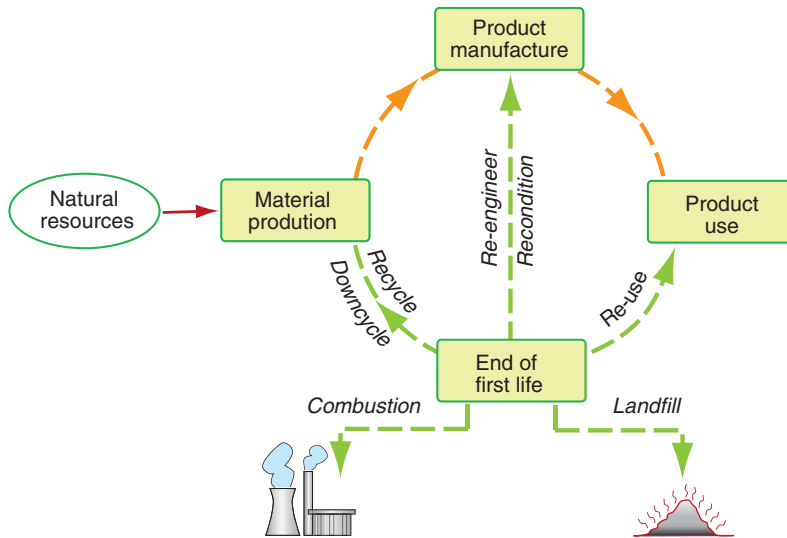 Product
manufacture
Natural
resources
Material
prodution
Re-engineer
Recondition
Product
use
Recycle
Downcycle
Re-use
End of
first life
Combustion
Landfill